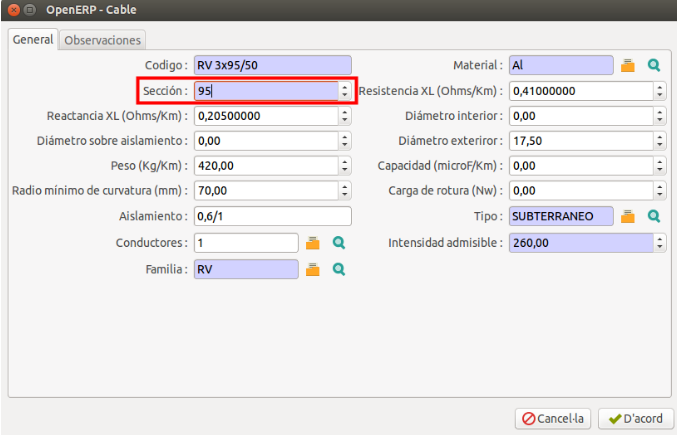 OpenERP - Cable
General Observaciones
Codigo : RV 3x95/50 Material : Al
Sección : 95 Resistencia XL (Ohms/Km) : 0,41000000
Reactancia XL (Ohms/Km) : 0,20500000 Diámetro interior : 0,00
Diámetro sobre aislamiento : 0,00 Diámetro exteriror : 17,50
Peso (Kg/Km) : 420,00 Capacidad (microF/Km) : 0,00
Radio mínimo de curvatura (mm) : 70,00 Carga de rotura (Nw) : 0,00
Aislamiento : 0,6/1 Tipo : SUBTERRANEO
Conductores : 1 Intensidad admisible : 260,00
Familia : RV
Cancel·la D'acord